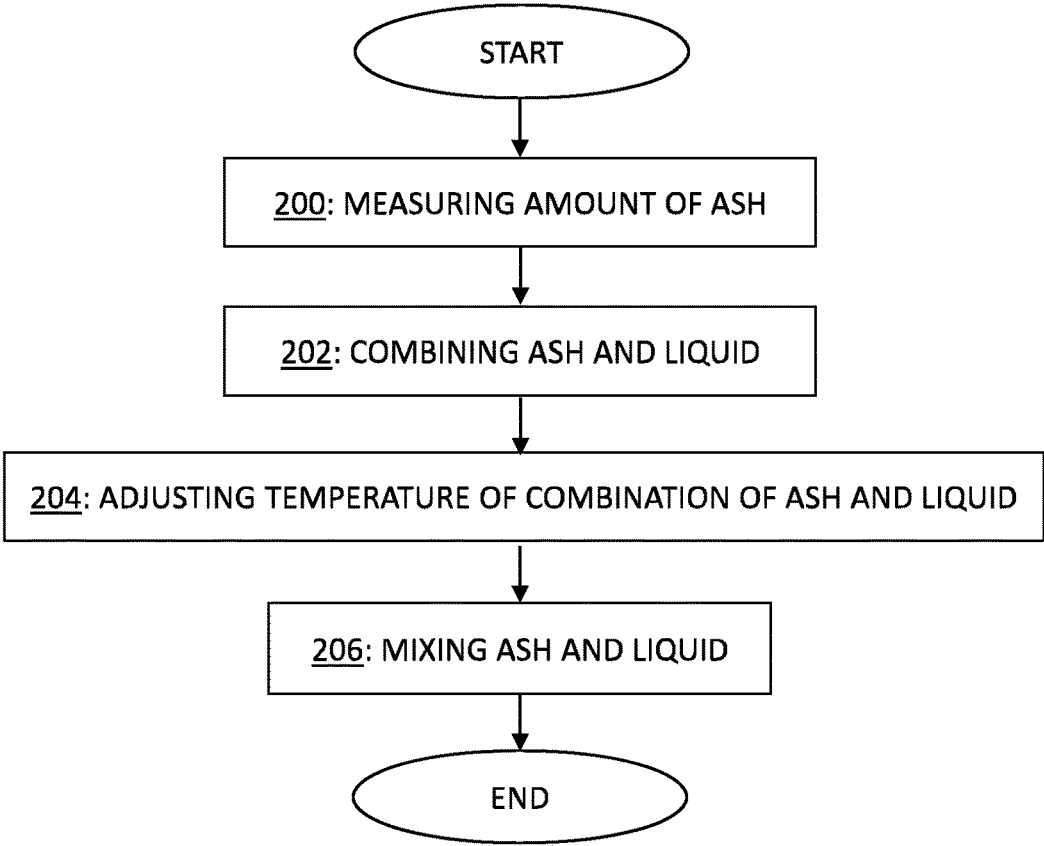 START
200: MEASURING AMOUNT OF ASH
202: COMBINING ASH AND LIQUID
204: ADJUSTING TEMPERATURE OF COMBINATION OF ASH AND LIQUID
206: MIXING ASH AND LIQUID
END